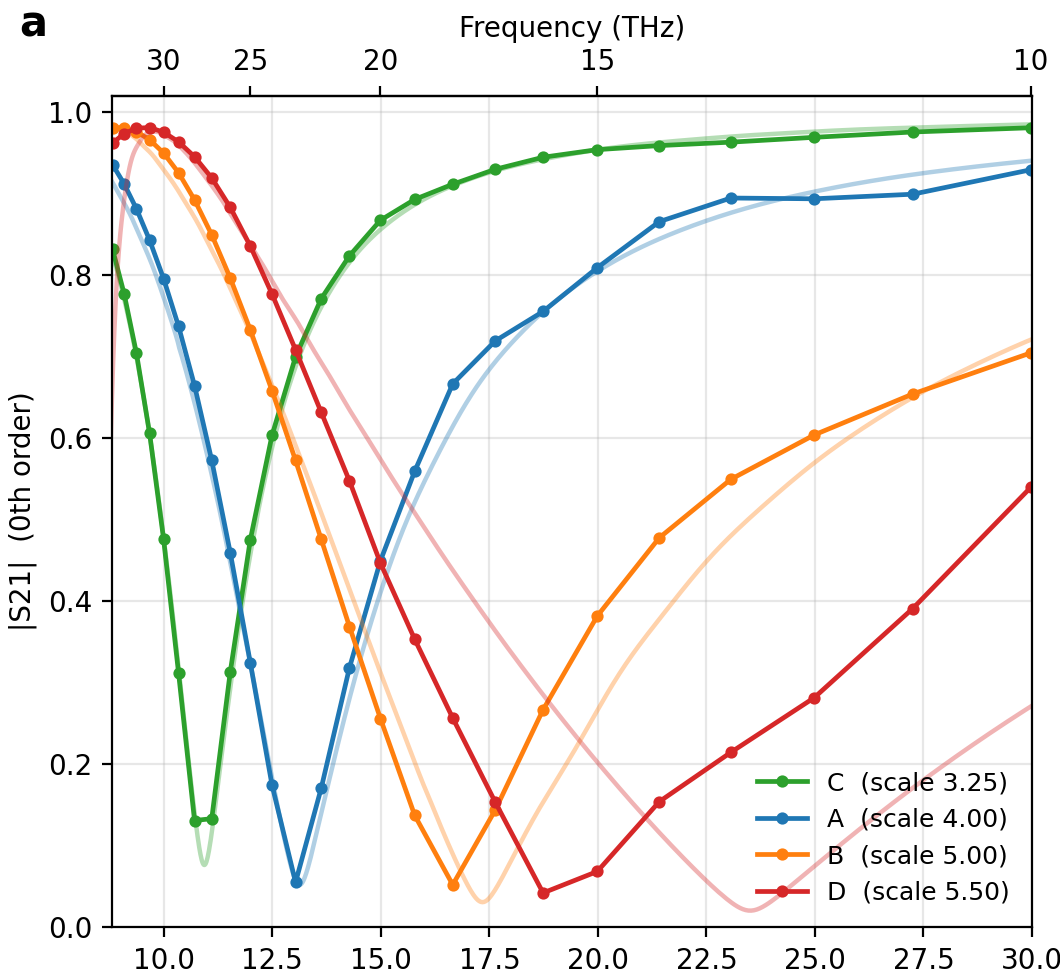 a
Frequency (THz)
30 25 20 15 10
1.0
0.8
0.6
0.4
0.2
0.0
|S21| (0th order)
C (scale 3.25)
A (scale 4.00)
B (scale 5.00)
D (scale 5.50)
10.0 12.5 15.0 17.5 20.0 22.5 25.0 27.5 30.0